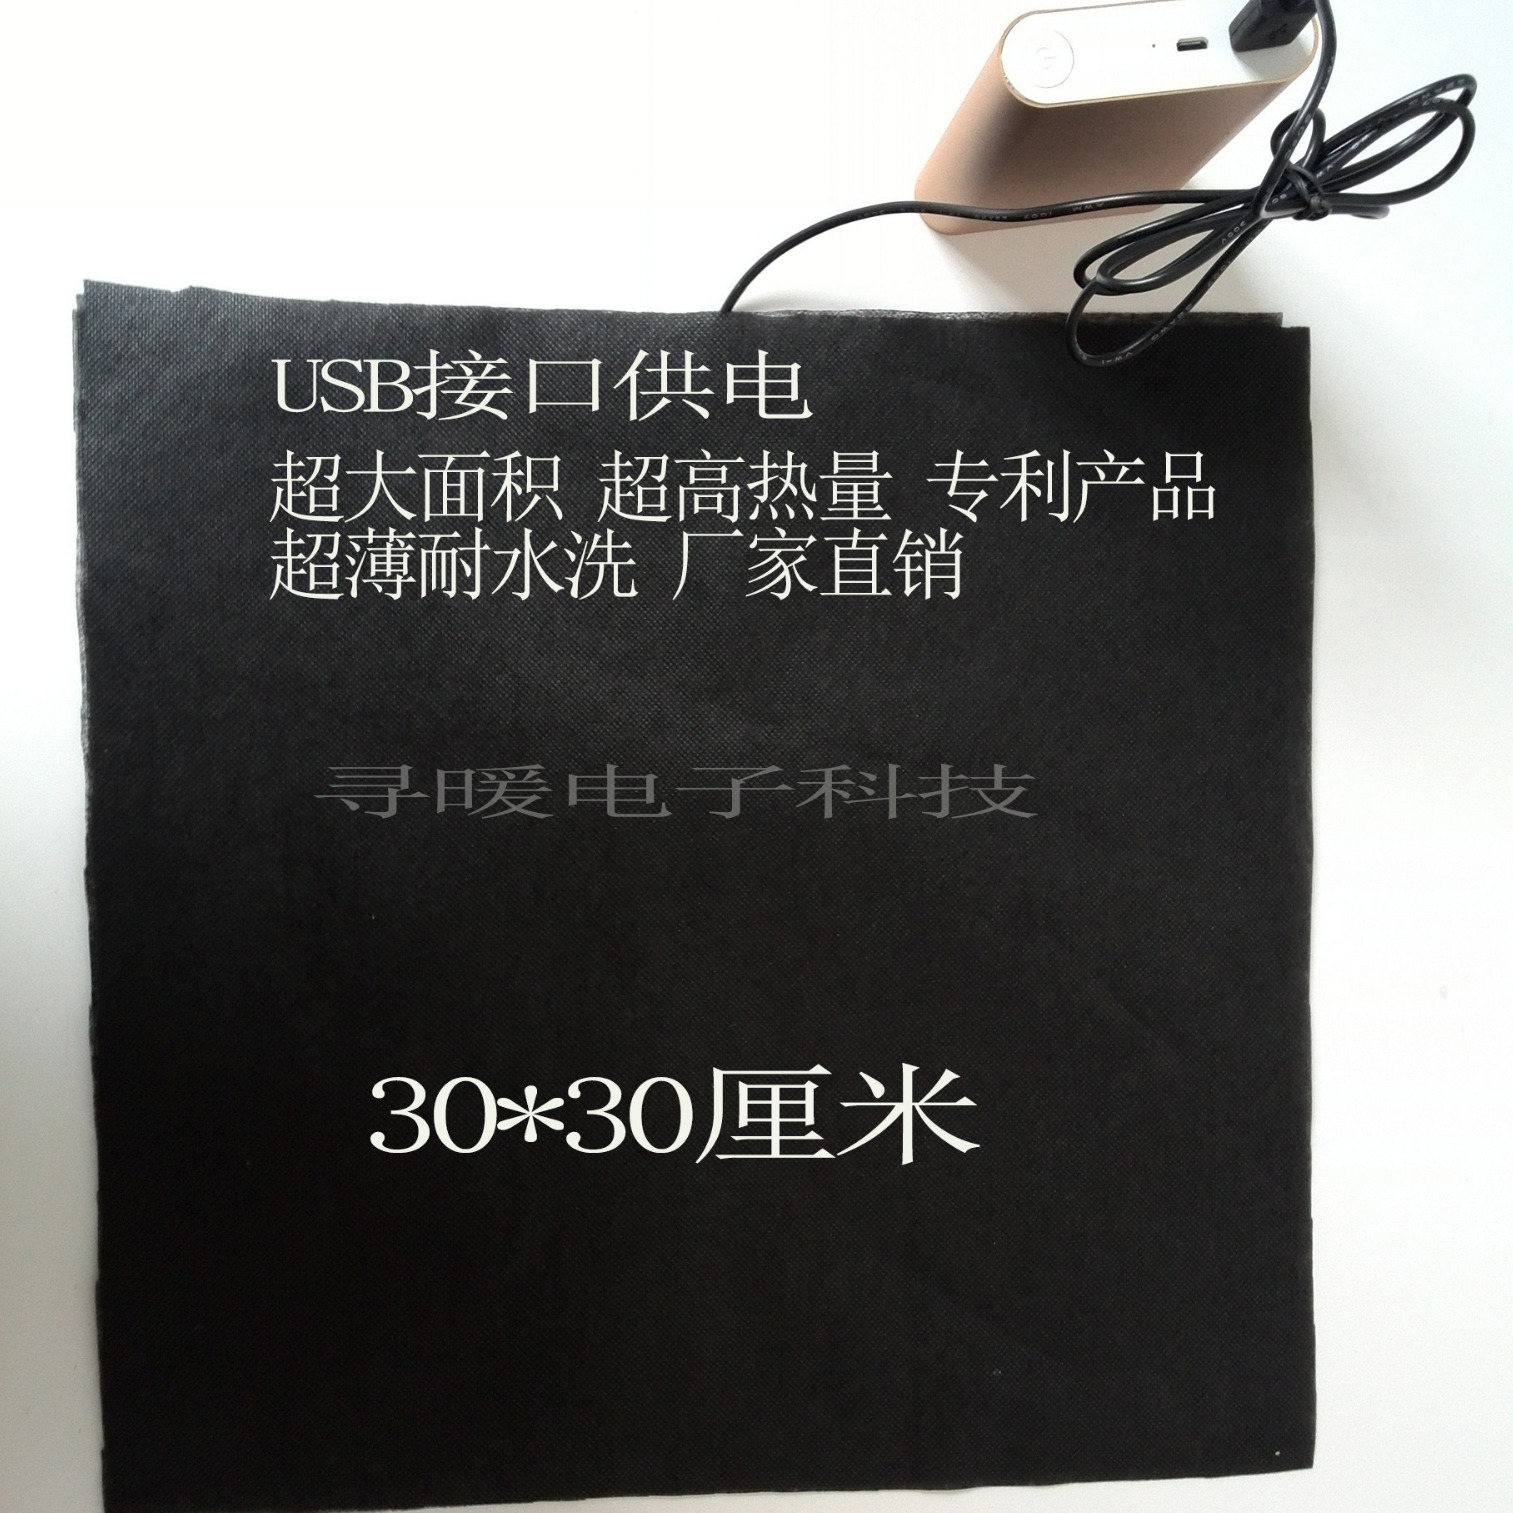 USB接口供电
超大面积 超高热量 专利产品
超薄耐水洗 厂家直销
寻暖电子科技
30*30厘米